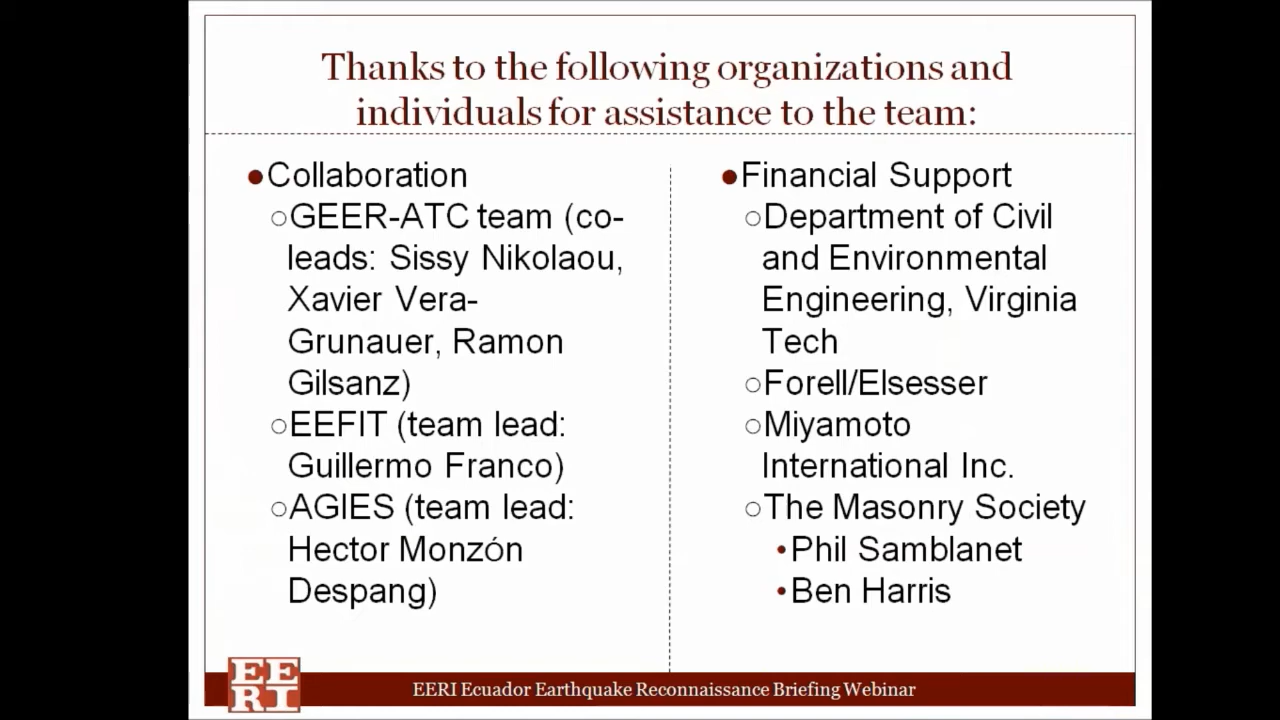 Thanks to the following organizations and
individuals for assistance to the team:
●Collaboration
○GEER-ATC team (co-
leads: Sissy Nikolaou,
Xavier Vera-
Grunauer, Ramon
Gilsanz)
○EEFIT (team lead:
Guillermo Franco)
○AGIES (team lead:
Hector Monzón
Despang)
●Financial Support
○Department of Civil
and Environmental
Engineering, Virginia
Tech
○Forell/Elsesser
○Miyamoto
International Inc.
○The Masonry Society
•Phil Samblanet
•Ben Harris
EE
RI
EERI Ecuador Earthquake Reconnaissance Briefing Webinar